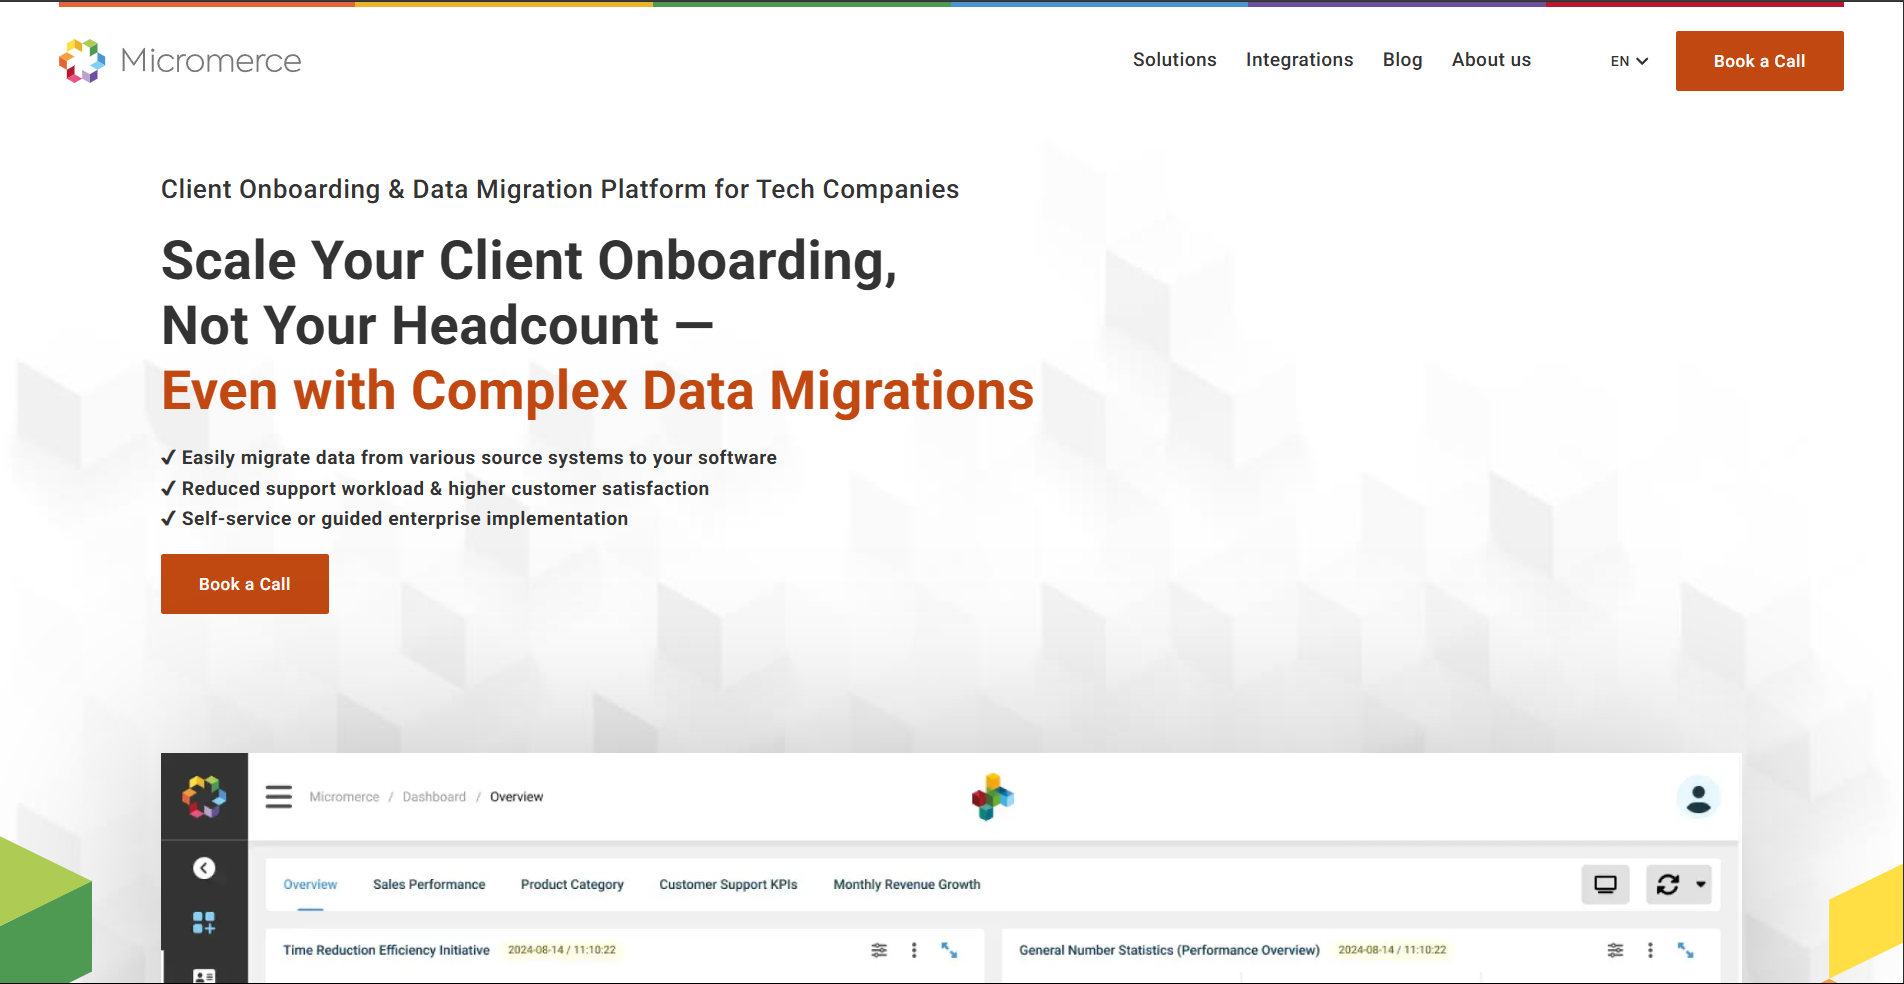 Micromerce
Solutions Integrations Blog About us EN Book a Call
Client Onboarding & Data Migration Platform for Tech Companies
Scale Your Client Onboarding,
Not Your Headcount —
Even with Complex Data Migrations
✓ Easily migrate data from various source systems to your software
✓ Reduced support workload & higher customer satisfaction
✓ Self-service or guided enterprise implementation
Book a Call
Micromerce / Dashboard / Overview
Overview Sales Performance Product Category Customer Support KPIs Monthly Revenue Growth
Time Reduction Efficiency Initiative 2024-08-14 / 11:10:22
General Number Statistics (Performance Overview) 2024-08-14 / 11:10:22